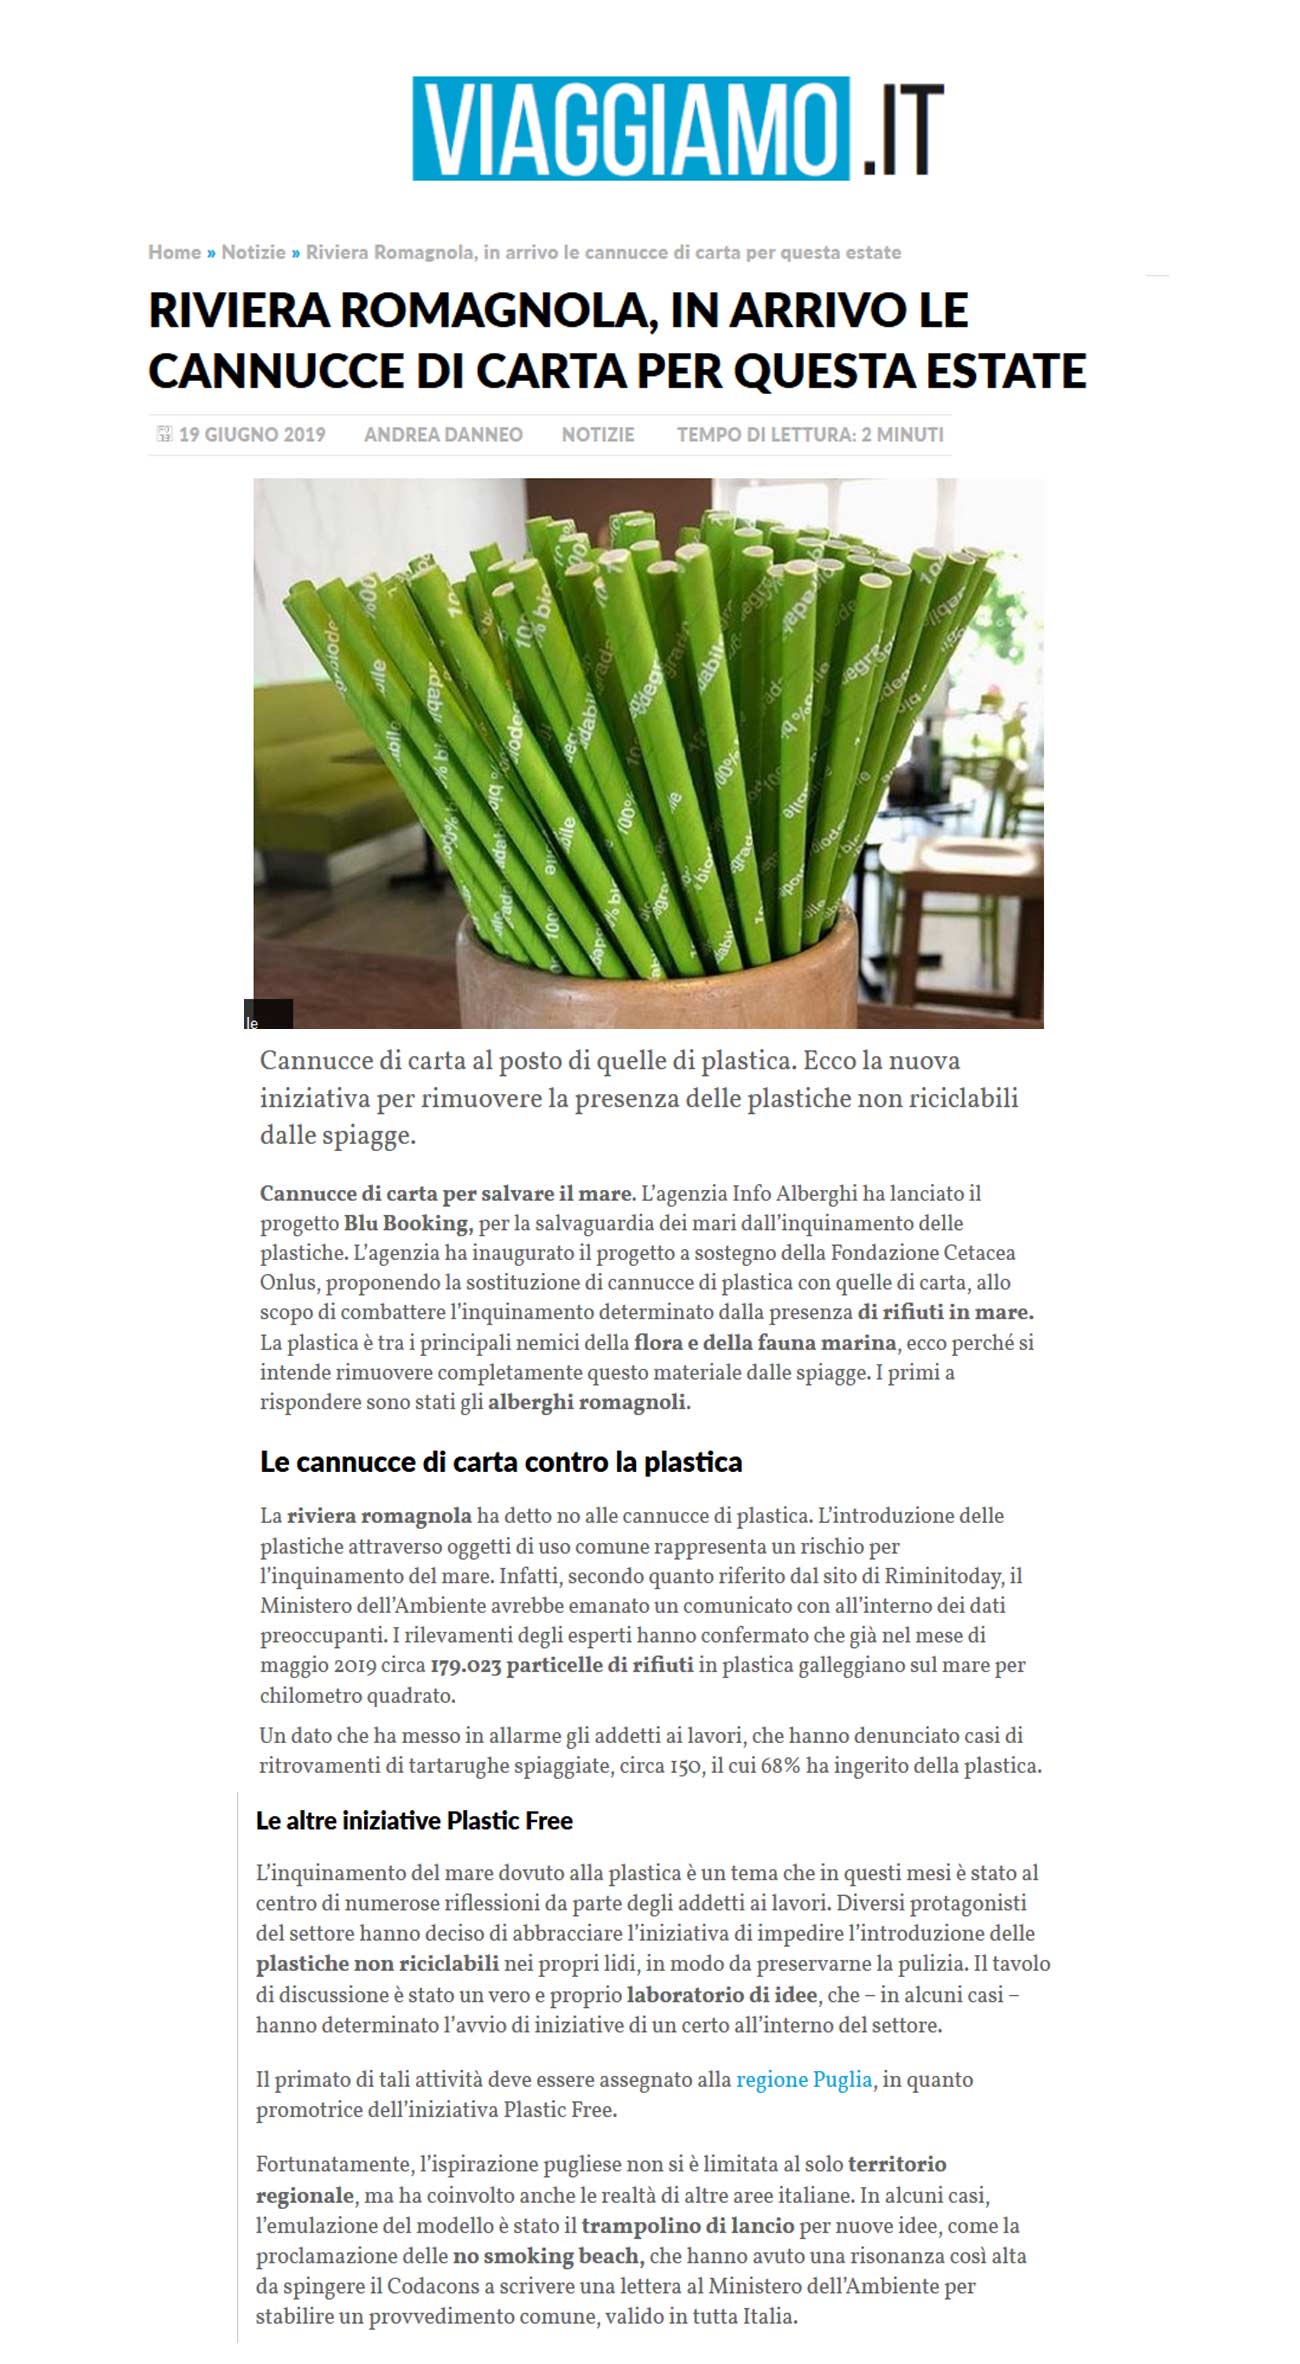 VIAGGIAMO.IT
Home » Notizie » Riviera Romagnola, in arrivo le cannucce di carta per questa estate
RIVIERA ROMAGNOLA, IN ARRIVO LE
CANNUCCE DI CARTA PER QUESTA ESTATE
19 GIUGNO 2019 ANDREA DANNEO NOTIZIE TEMPO DI LETTURA: 2 MINUTI
le
Cannucce di carta al posto di quelle di plastica. Ecco la nuova
iniziativa per rimuovere la presenza delle plastiche non riciclabili
dalle spiagge.
Cannucce di carta per salvare il mare. L'agenzia Info Alberghi ha lanciato il
progetto Blu Booking, per la salvaguardia dei mari dall'inquinamento delle
plastiche. L'agenzia ha inaugurato il progetto a sostegno della Fondazione Cetacea
Onlus, proponendo la sostituzione di cannucce di plastica con quelle di carta, allo
scopo di combattere l'inquinamento determinato dalla presenza di rifiuti in mare.
La plastica è tra i principali nemici della flora e della fauna marina, ecco perché si
intende rimuovere completamente questo materiale dalle spiagge. I primi a
rispondere sono stati gli alberghi romagnoli.
Le cannucce di carta contro la plastica
La riviera romagnola ha detto no alle cannucce di plastica. L'introduzione delle
plastiche attraverso oggetti di uso comune rappresenta un rischio per
l'inquinamento del mare. Infatti, secondo quanto riferito dal sito di Riminitoday, il
Ministero dell'Ambiente avrebbe emanato un comunicato con all'interno dei dati
preoccupanti. I rilevamenti degli esperti hanno confermato che già nel mese di
maggio 2019 circa 179.023 particelle di rifiuti in plastica galleggiano sul mare per
chilometro quadrato.
Un dato che ha messo in allarme gli addetti ai lavori, che hanno denunciato casi di
ritrovamenti di tartarughe spiaggiate, circa 150, il cui 68% ha ingerito della plastica.
Le altre iniziative Plastic Free
L'inquinamento del mare dovuto alla plastica è un tema che in questi mesi è stato al
centro di numerose riflessioni da parte degli addetti ai lavori. Diversi protagonisti
del settore hanno deciso di abbracciare l'iniziativa di impedire l'introduzione delle
plastiche non riciclabili nei propri lidi, in modo da preservarne la pulizia. Il tavolo
di discussione è stato un vero e proprio laboratorio di idee, che – in alcuni casi –
hanno determinato l'avvio di iniziative di un certo all'interno del settore.
Il primato di tali attività deve essere assegnato alla regione Puglia, in quanto
promotrice dell'iniziativa Plastic Free.
Fortunatamente, l'ispirazione pugliese non si è limitata al solo territorio
regionale, ma ha coinvolto anche le realtà di altre aree italiane. In alcuni casi,
l'emulazione del modello è stato il trampolino di lancio per nuove idee, come la
proclamazione delle no smoking beach, che hanno avuto una risonanza così alta
da spingere il Codacons a scrivere una lettera al Ministero dell'Ambiente per
stabilire un provvedimento comune, valido in tutta Italia.